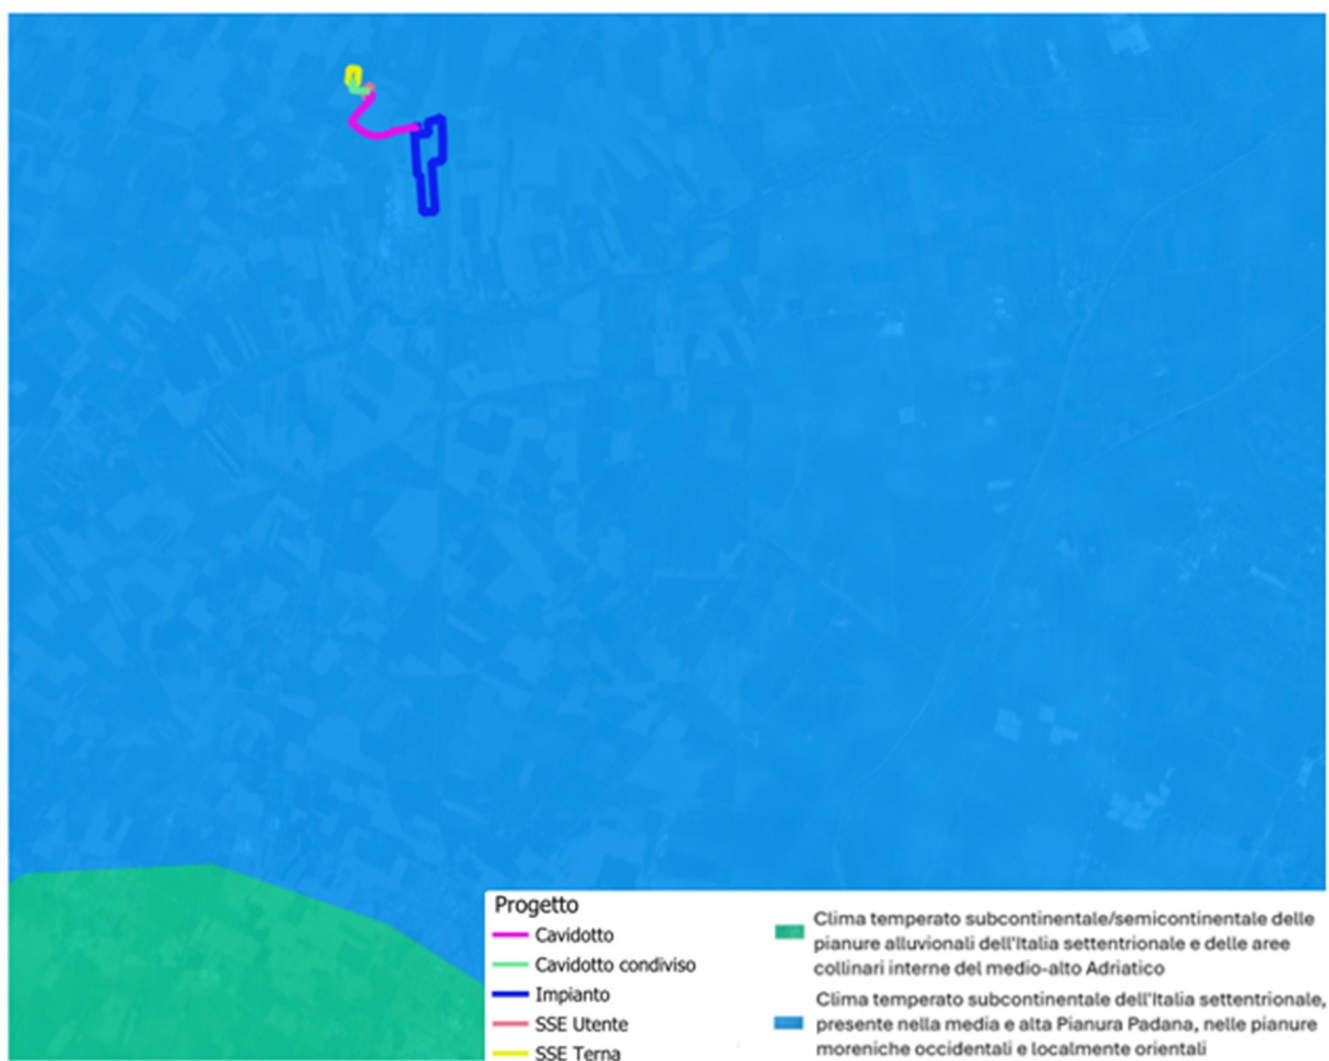 Progetto
Cavidotto
Cavidotto condiviso
Impianto
SSE Utente
SSE Terna
Clima temperato subcontinentale/semicontinentale delle
pianure alluvionali dell'Italia settentrionale e delle aree
collinari interne del medio-alto Adriatico
Clima temperato subcontinentale dell'Italia settentrionale,
presente nella media e alta Pianura Padana, nelle pianure
moreniche occidentali e localmente orientali